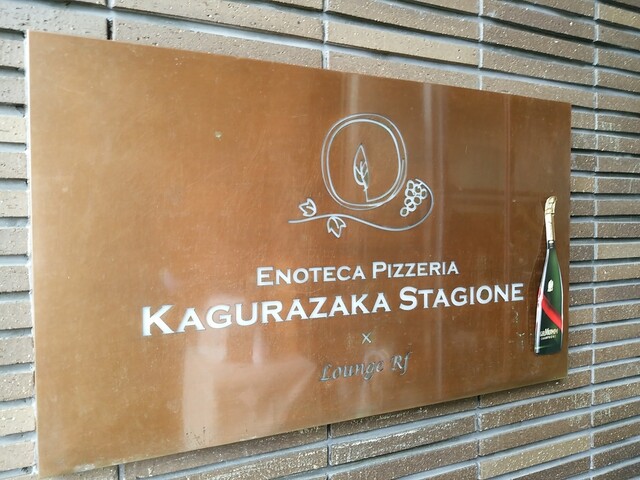 ENOTECA PIZZERIA
KAGURAZAKA STAGIONE
×
Lounge Rf